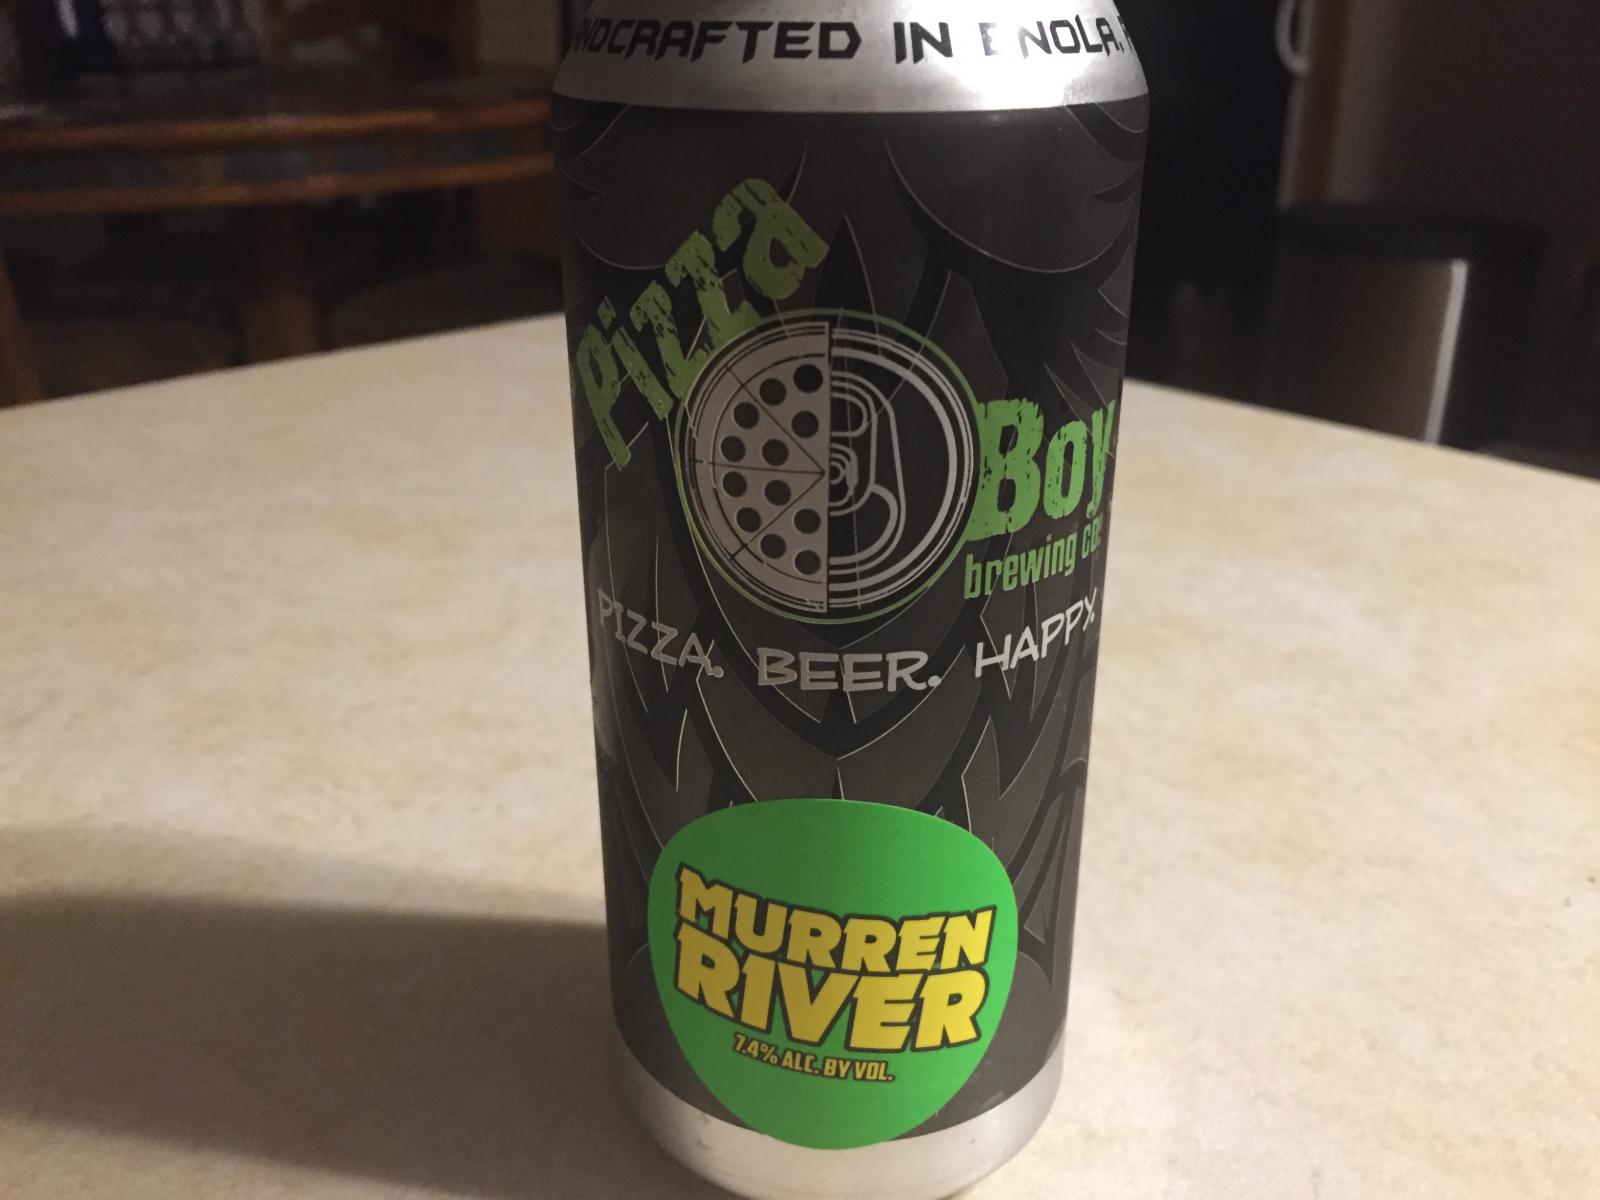 NDCRAFTED IN ENOLA,
Pizza
Boy
brewing co.
PIZZA. BEER. HAPPY.
MURREN
RIVER
7.4% ALC. BY VOL.